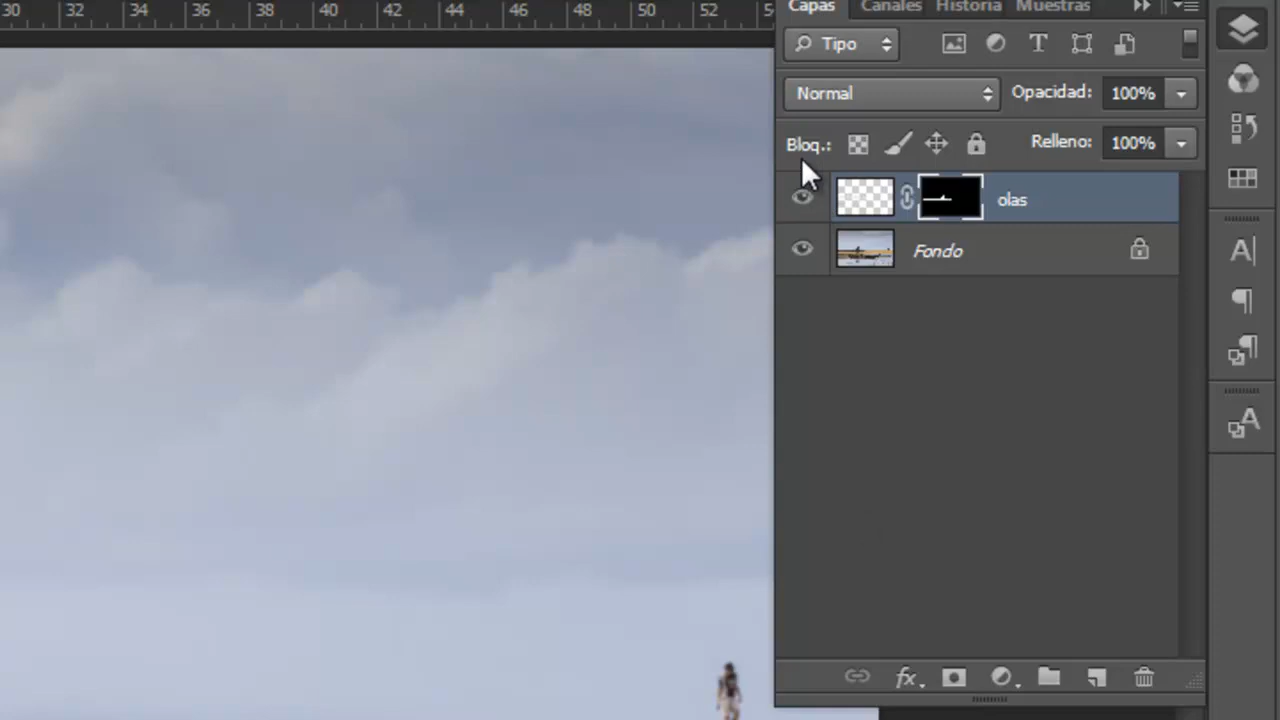 30 32 34 36 38 40 42 44 46 48 50 52
Capas Canales Historia Muestras
Tipo
Normal Opacidad: 100%
Bloq.: Relleno: 100%
olas
Fondo
fx